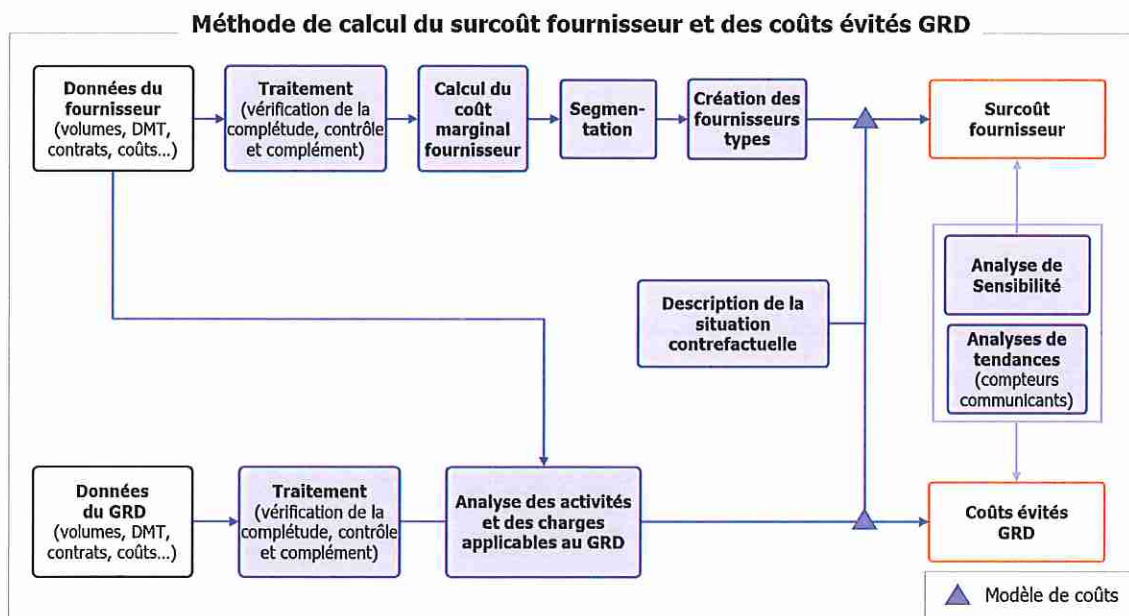 Méthode de calcul du surcoût fournisseur et des coûts évités GRD
Données du
fournisseur
(volumes, DMT,
contrats, coûts...)
Traitement
(vérification de la
complétude, contrôle
et complément)
Calcul du
coût
marginal
fournisseur
Segmen-
tation
Création des
fournisseurs
types
Surcoût
fournisseur
Description de la
situation
contrefactuelle
Analyse de
Sensibilité
Analyses de
tendances
(compteurs
communicants)
Données
du GRD
(volumes, DMT,
contrats, coûts...)
Traitement
(vérification de la
complétude, contrôle
et complément)
Analyse des activités
et des charges
applicables au GRD
Coûts évités
GRD
Modèle de coûts